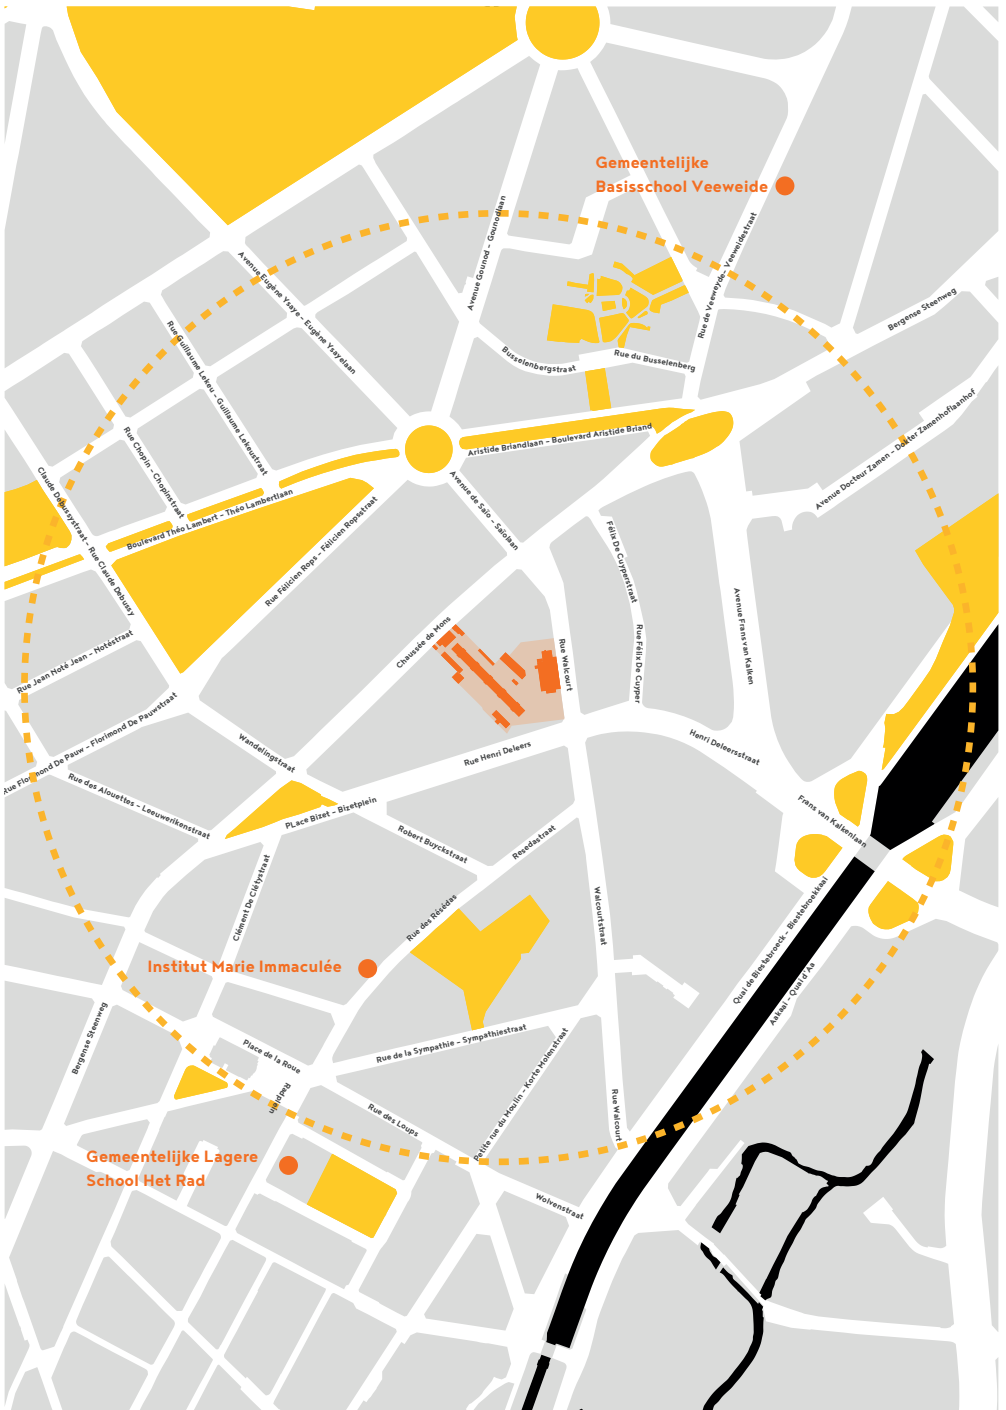 Gemeentelijke
Basisschool Veeweide
Avenue Gounod - Gounodlaan
Rue de Veeweyde - Veeweidestraat
Avenue Eugène Ysaye - Eugène Ysayelaan
Bergense Steenweg
Rue Guillaume Lekeu - Guillaume Lekeustraat
Busselenbergstraat
Rue du Busselenberg
Avenue Docteur Zamen - Dokter Zamenhoflaanhof
Rue Chopin - Chopinstraat
Aristide Briandlaan - Boulevard Aristide Briand
Claude Debussystraat - Rue Claude Debussy
Boulevard Théo Lambert - Théo Lambertlaan
Avenue de Saïo - Saïolaan
Rue Félicien Rops - Félicien Ropsstraat
Félix De Cuyperstraat
Rue Félix De Cuyper
Avenue Frans van Kalken
Rue Jean Noté Jean - Notéstraat
Chaussée de Mons
Rue Walcourt
Rue Florimond De Pauw - Florimond De Pauwstraat
Wandelingstraat
Rue Henri Deleers
Henri Deleersstraat
Rue des Alouettes - Leeuwerikenstraat
PLace Bizet - Bizetplein
Frans van Kalkenlaan
Robert Buyckstraat
Resedastraat
Clément De Clétystraat
Rue des Résédas
Walcourtstraat
Quai de Biestebroeck - Biestebroekkaai
Aakaai - Quai d'Aa
Institut Marie Immaculée
Bergense Steenweg
Place de la Roue
Rue de la Sympathie - Sympathiestraat
Radplein
Petite rue du Moulin - Korte Molenstraat
Rue des Loups
Rue Walcourt
Gemeentelijke Lagere
School Het Rad
Wolvenstraat